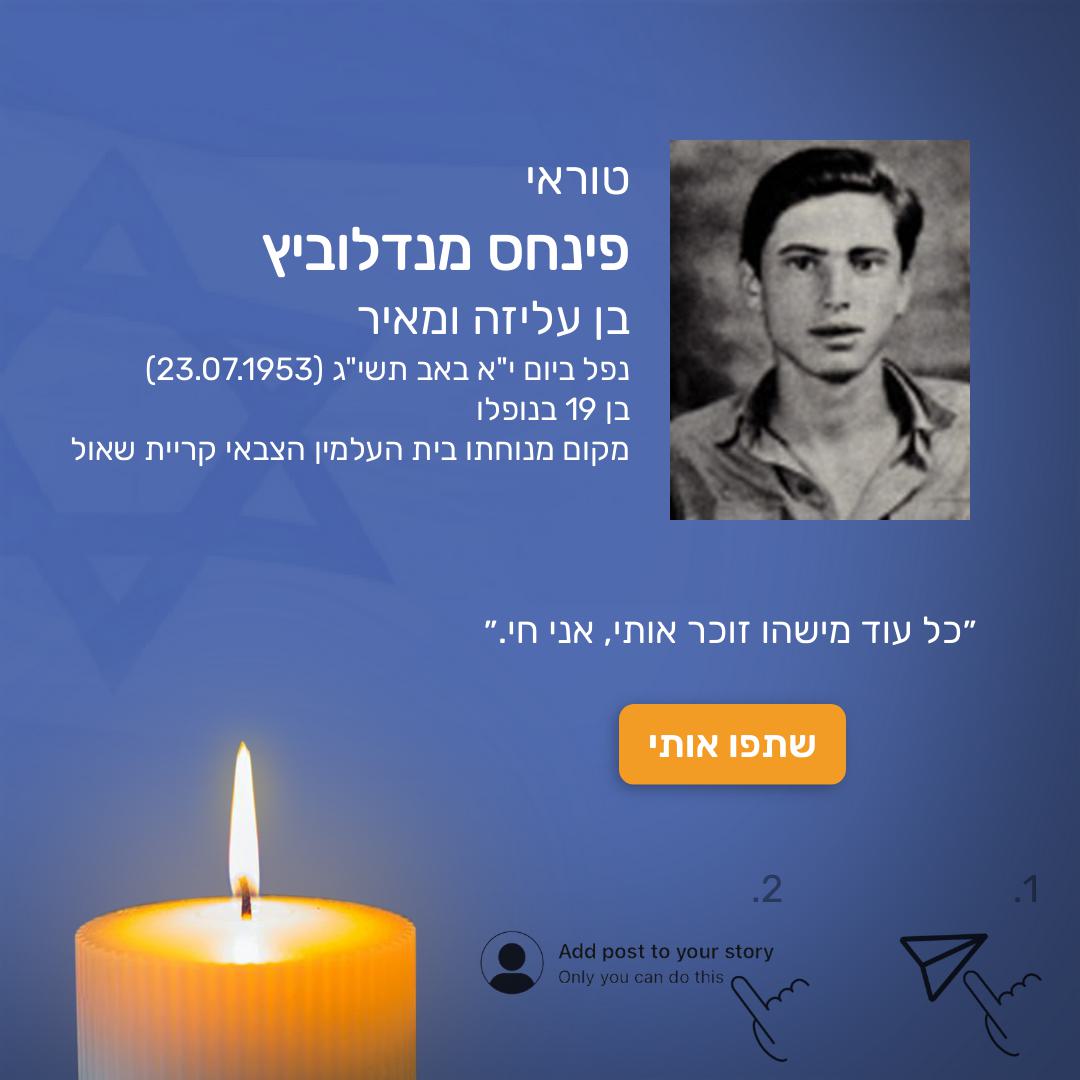 טוראי
פינחס מנדלוביץ
בן עליזה ומאיר
נפל ביום י"א באב תשי"ג (23.07.1953)
בן 19 בנופלו
מקום מנוחתו בית העלמין הצבאי קריית שאול
״כל עוד מישהו זוכר אותי, אני חי.״
שתפו אותי
1.
2.
Add post to your story
Only you can do this